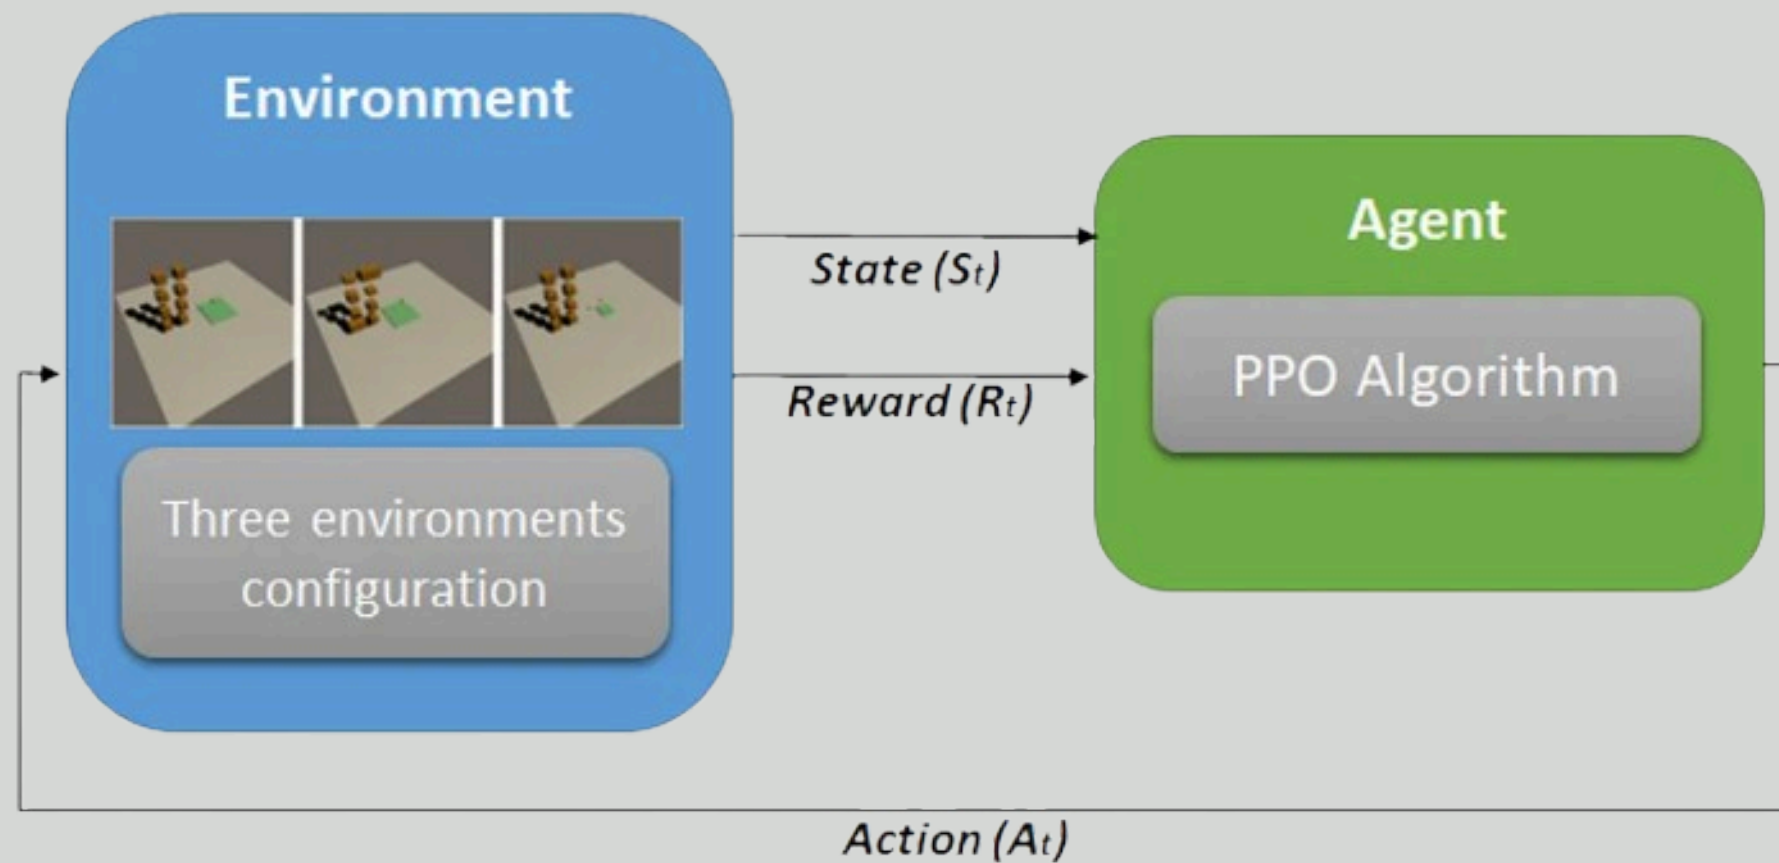 Environment
Three environments
configuration
State (St)
Reward (Rt)
Agent
PPO Algorithm
Action (At)